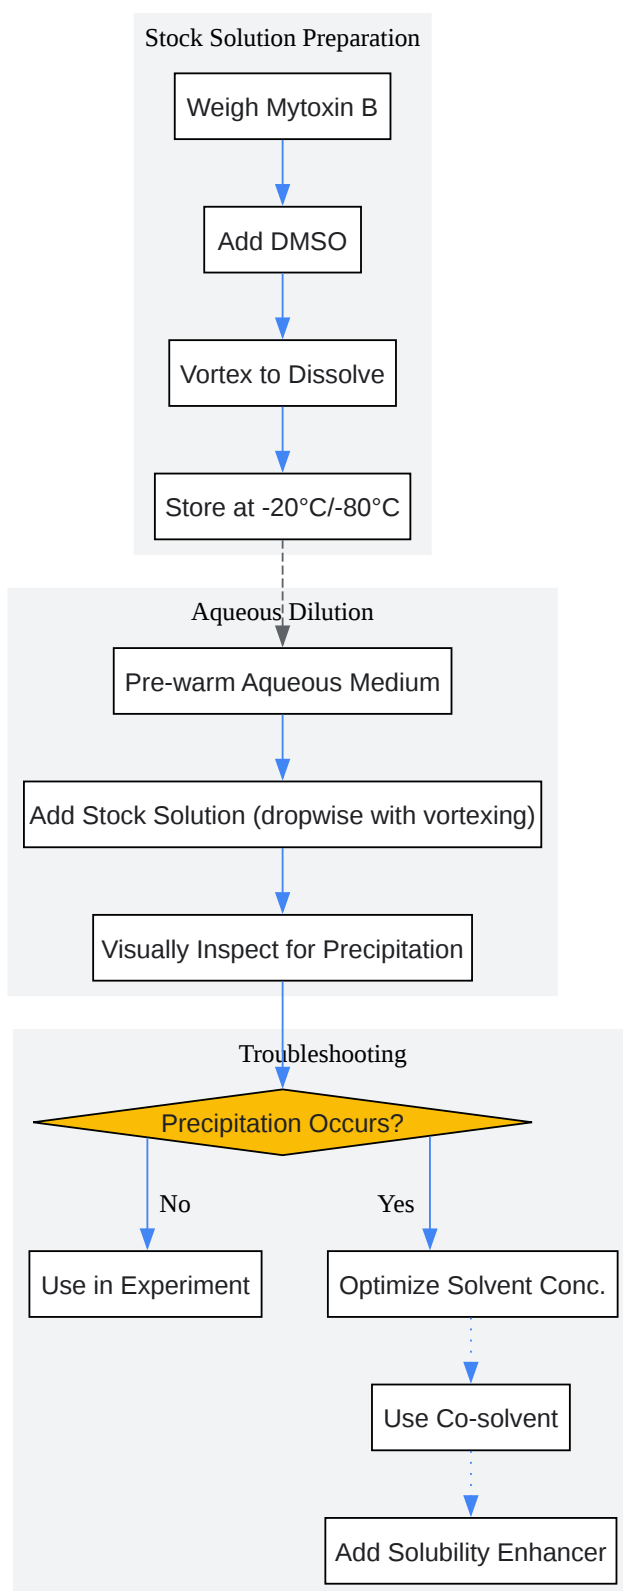 Stock Solution Preparation
Weigh Mytoxin B
Add DMSO
Vortex to Dissolve
Store at -20°C/-80°C
Aqueous Dilution
Pre-warm Aqueous Medium
Add Stock Solution (dropwise with vortexing)
Visually Inspect for Precipitation
Troubleshooting
Precipitation Occurs?
No
Yes
Use in Experiment
Optimize Solvent Conc.
Use Co-solvent
Add Solubility Enhancer